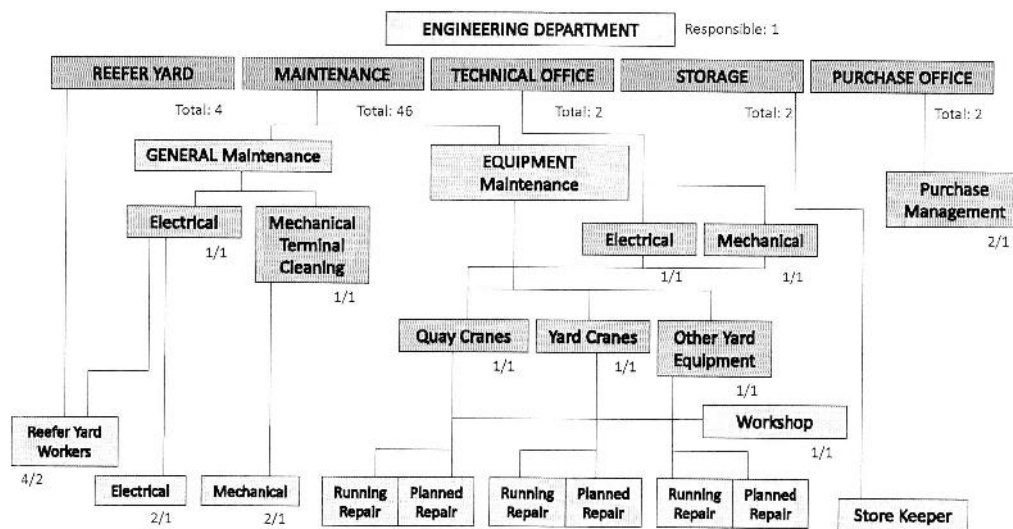 ENGINEERING DEPARTMENT
Responsible: 1
REEFER YARD
MAINTENANCE
TECHNICAL OFFICE
STORAGE
PURCHASE OFFICE
Total: 4
Total: 46
Total: 2
Total: 2
Total: 2
GENERAL Maintenance
EQUIPMENT
Maintenance
Purchase
Management
2/1
Electrical
1/1
Mechanical
Terminal
Cleaning
1/1
Electrical
1/1
Mechanical
1/1
Quay Cranes
1/1
Yard Cranes
1/1
Other Yard
Equipment
1/1
Workshop
1/1
Reefer Yard
Workers
4/2
Electrical
2/1
Mechanical
2/1
Running
Repair
Planned
Repair
Running
Repair
Planned
Repair
Running
Repair
Planned
Repair
Store Keeper